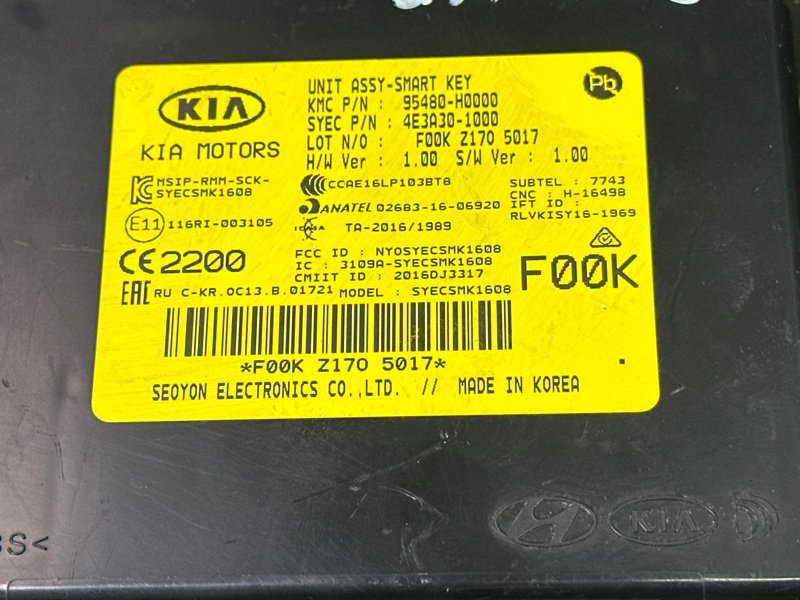 KIA
KIA MOTORS
UNIT ASSY-SMART KEY
KMC P/N : 95480-H0000
SYEC P/N : 4E3A30-1000
LOT N/O : F00K Z170 5017
H/W Ver : 1.00 S/W Ver : 1.00
Pb
MSIP-RMM-SCK-
SYECSMK1608
CCAE16LP103BT8
SUBTEL : 7743
CNC : H-16498
IFT ID :
RLVKISY16-1969
E11 116RI-003105
ANATEL 02683-16-06920
ICASA TA-2016/1989
CE2200
FCC ID : NYOSYECSMK1608
IC : 3109A-SYECSMK1608
CMIIT ID : 2016DJ3317
F00K
EAC RU C-KR.OC13.B.01721 MODEL : SYECSMK1608
*F00K Z170 5017*
SEOYON ELECTRONICS CO.,LTD. // MADE IN KOREA
KIA
S<